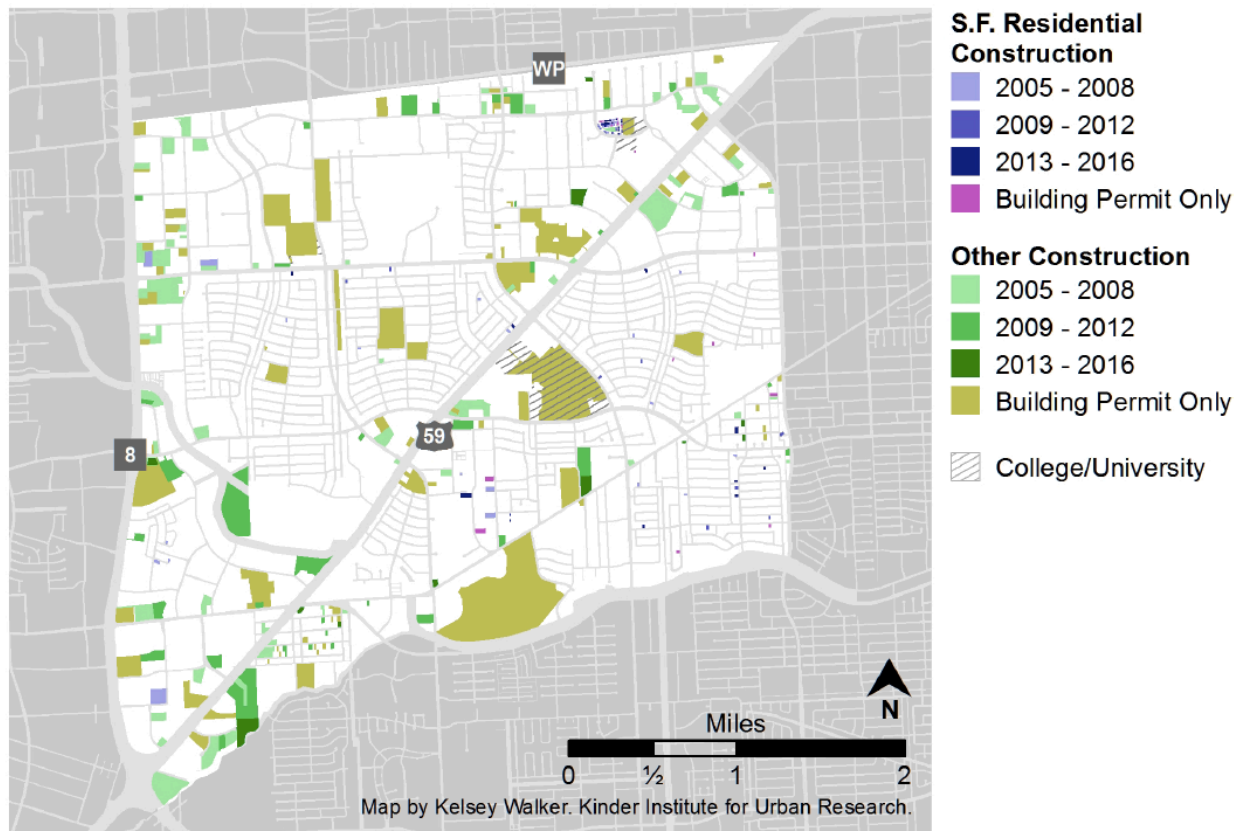 S.F. Residential
Construction
2005 - 2008
2009 - 2012
2013 - 2016
Building Permit Only
Other Construction
2005 - 2008
2009 - 2012
2013 - 2016
Building Permit Only
College/University
WP
59
8
N
Miles
0 ½ 1 2
Map by Kelsey Walker. Kinder Institute for Urban Research.